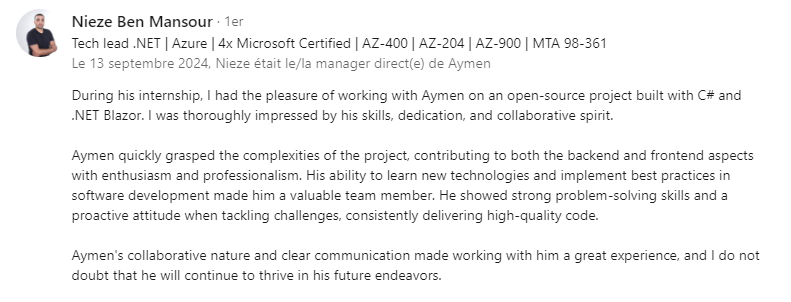 Nieze Ben Mansour · 1er
Tech lead .NET | Azure | 4x Microsoft Certified | AZ-400 | AZ-204 | AZ-900 | MTA 98-361
Le 13 septembre 2024, Nieze était le/la manager direct(e) de Aymen
During his internship, I had the pleasure of working with Aymen on an open-source project built with C# and
.NET Blazor. I was thoroughly impressed by his skills, dedication, and collaborative spirit.
Aymen quickly grasped the complexities of the project, contributing to both the backend and frontend aspects
with enthusiasm and professionalism. His ability to learn new technologies and implement best practices in
software development made him a valuable team member. He showed strong problem-solving skills and a
proactive attitude when tackling challenges, consistently delivering high-quality code.
Aymen's collaborative nature and clear communication made working with him a great experience, and I do not
doubt that he will continue to thrive in his future endeavors.